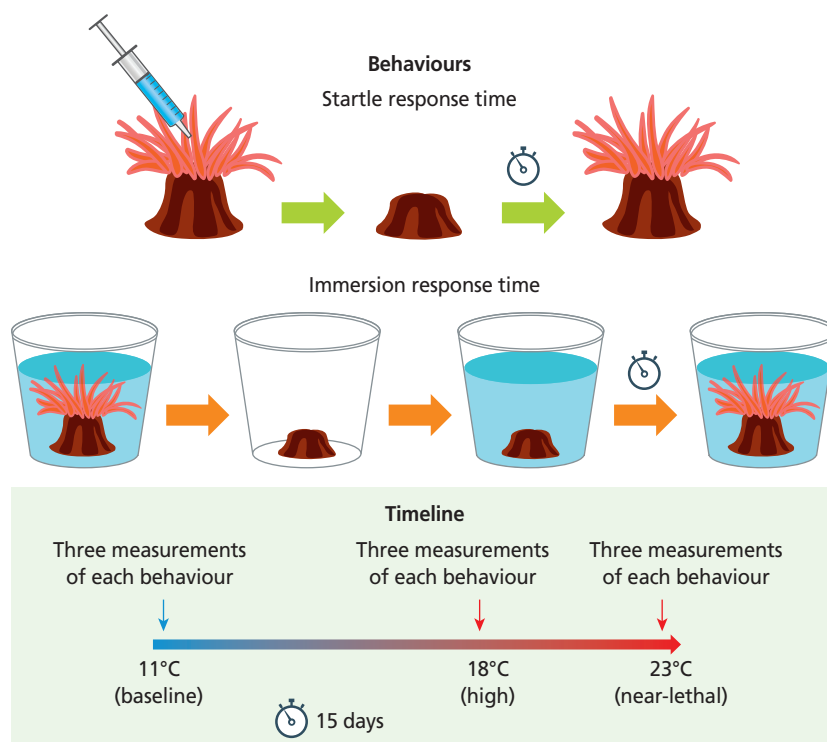 Behaviours
Startle response time
Immersion response time
Timeline
Three measurements
of each behaviour
Three measurements
of each behaviour
Three measurements
of each behaviour
11°C
(baseline)
18°C
(high)
23°C
(near-lethal)
15 days